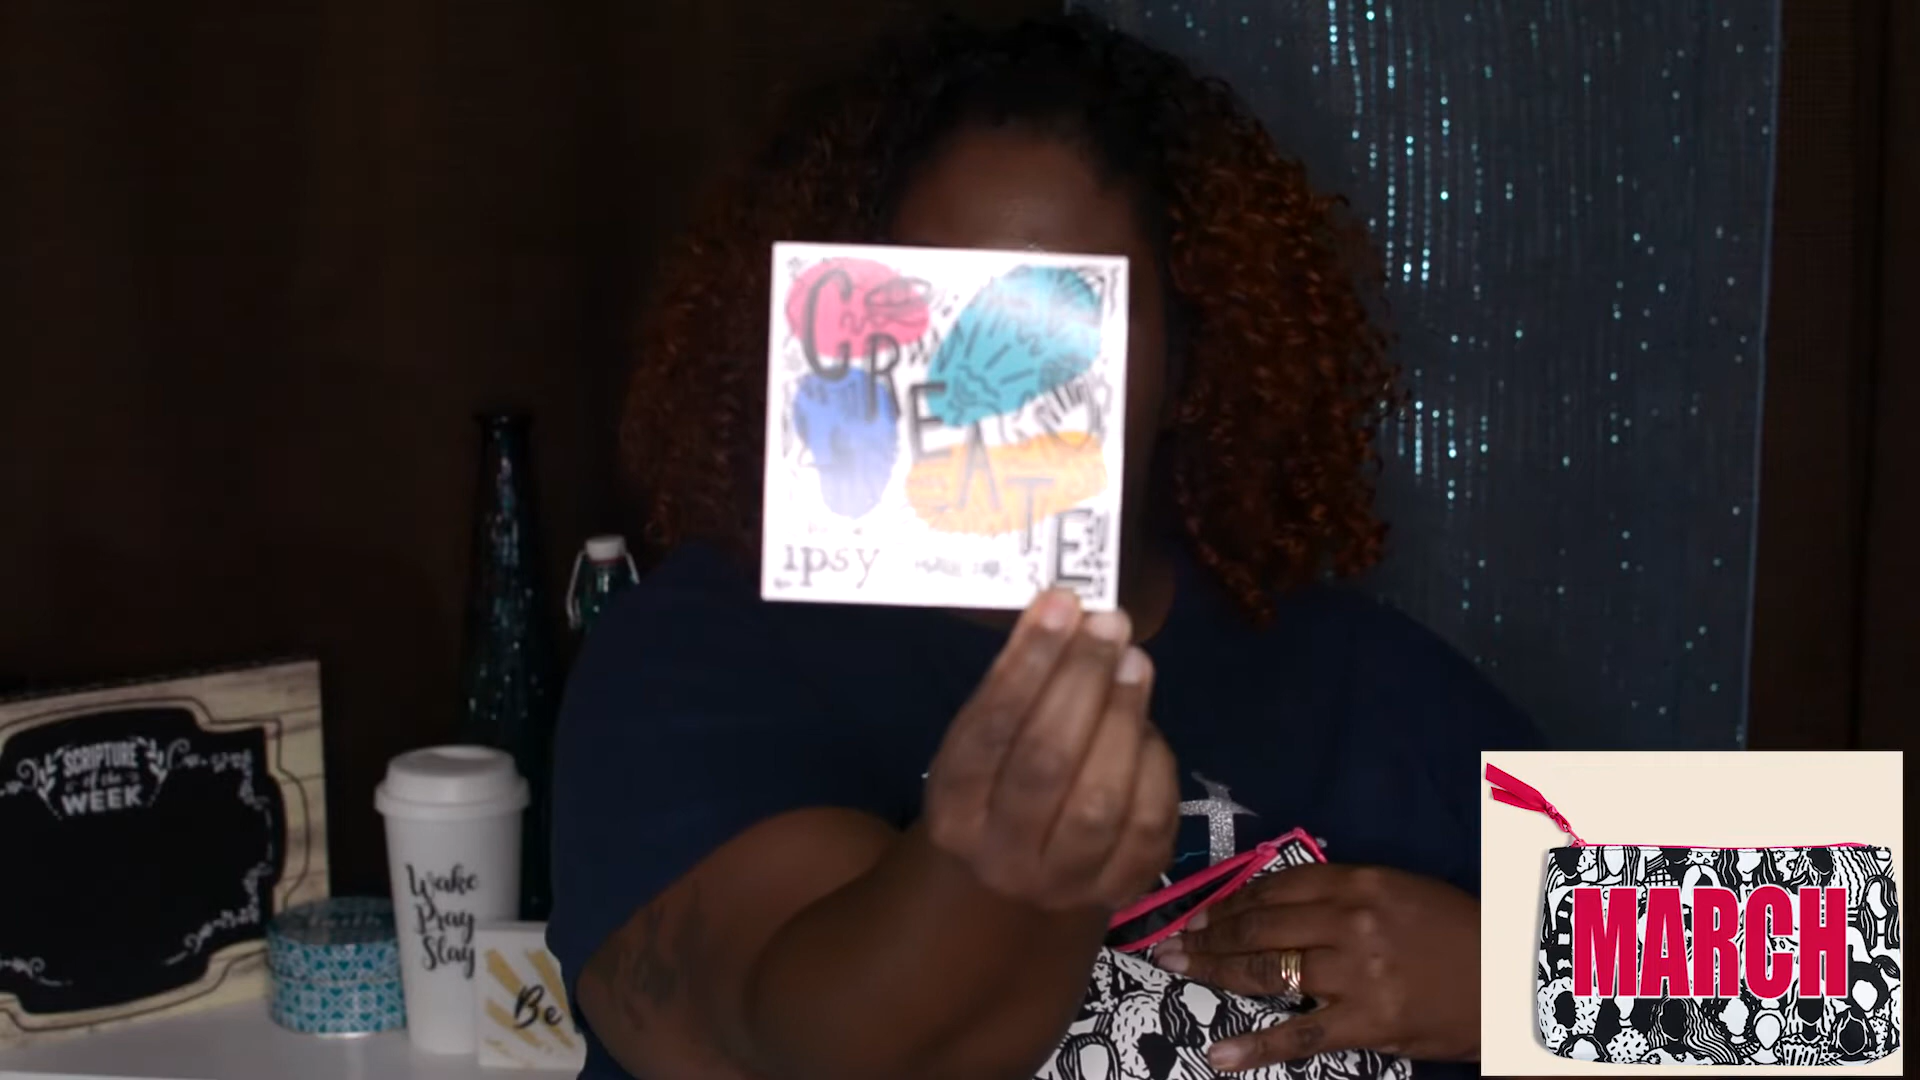 CREATE
ipsy
SCRIPTURE
of the
WEEK
Wake
Pray
Slay
Be
MARCH